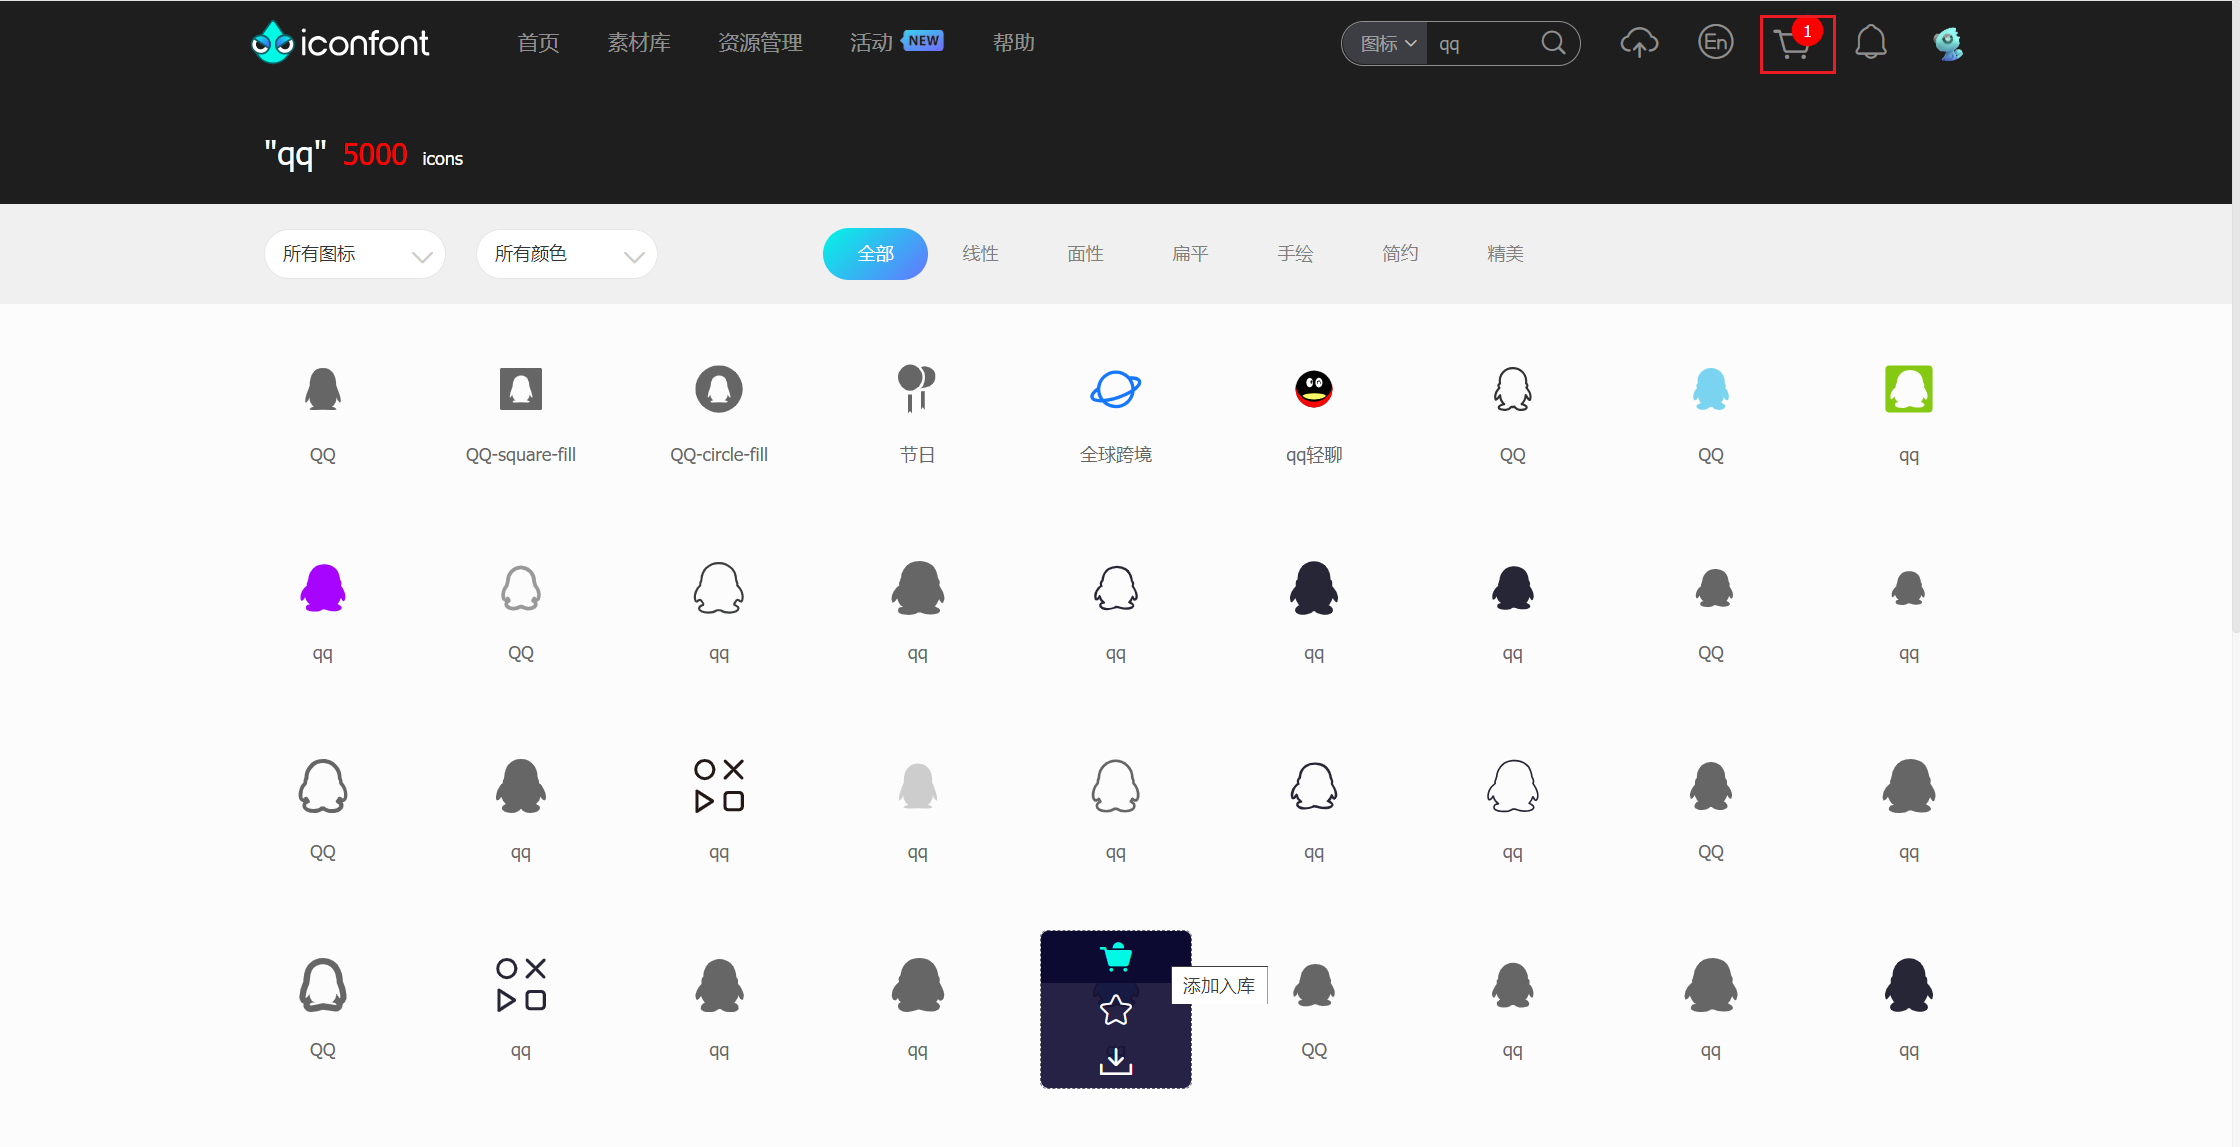 iconfont 首页 素材库 资源管理 活动 NEW 帮助 图标 qq En 1
"qq" 5000 icons
所有图标 所有颜色 全部 线性 面性 扁平 手绘 简约 精美
QQ QQ-square-fill QQ-circle-fill 节日 全球跨境 qq轻聊 QQ QQ qq
qq QQ qq qq qq qq qq QQ qq
QQ qq qq qq qq qq qq QQ qq
添加入库
QQ qq qq qq QQ qq qq qq